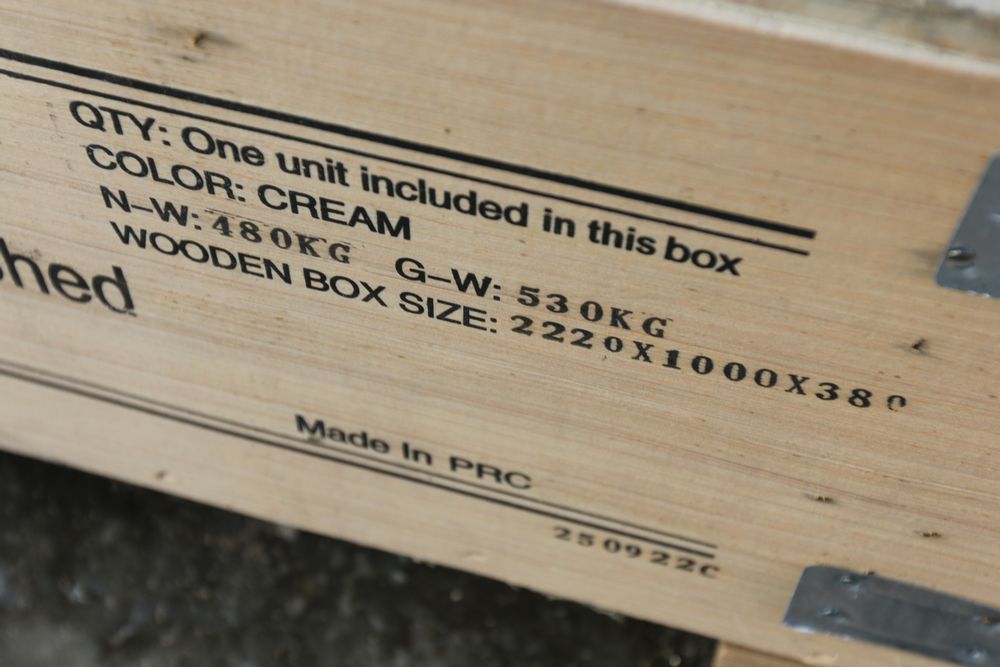 QTY: One unit included in this box
COLOR: CREAM
N-W: 480KG G-W: 530KG
WOODEN BOX SIZE: 2220X1000X380
hed
Made In PRC
250922C